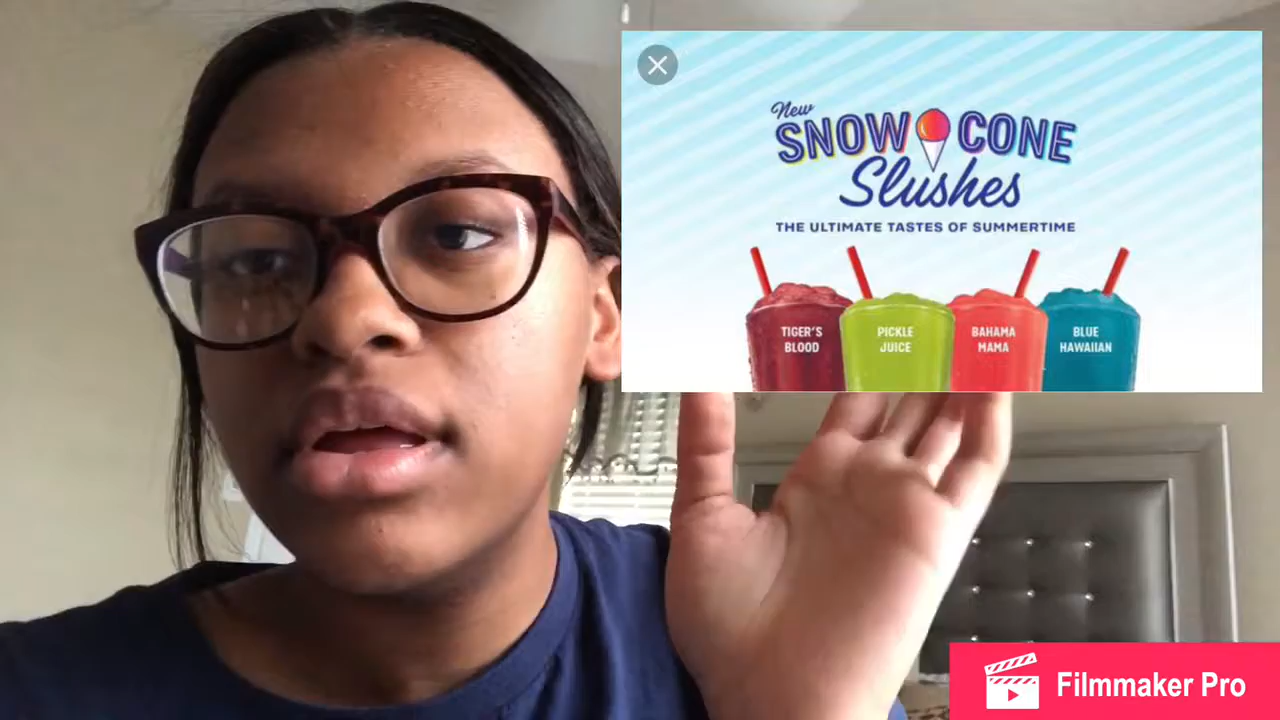 New
SNOW CONE
Slushes
THE ULTIMATE TASTES OF SUMMERTIME
TIGER'S
BLOOD
PICKLE
JUICE
BAHAMA
MAMA
BLUE
HAWAIIAN
Filmmaker Pro